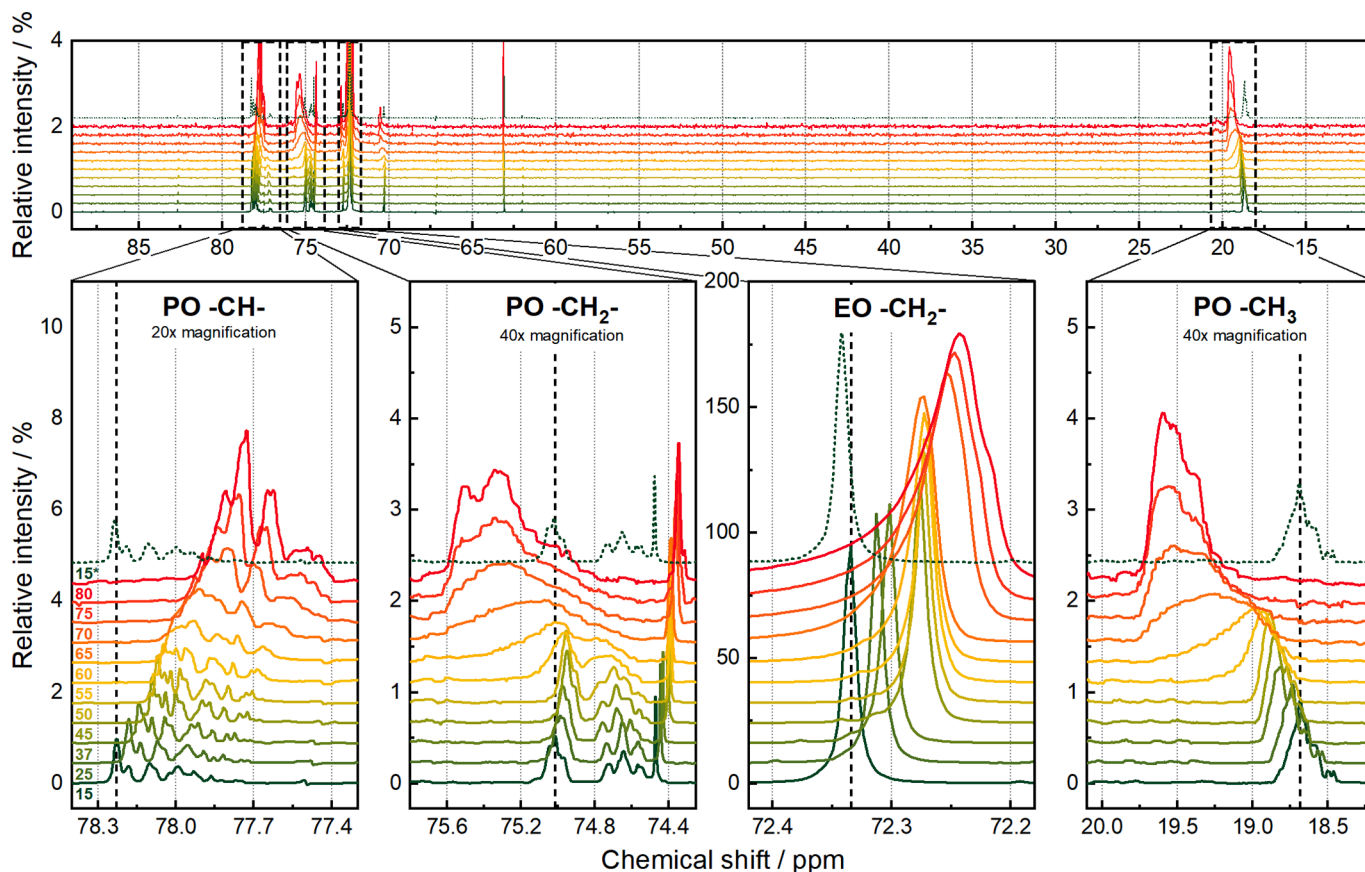 Relative intensity / %
4
2
0
85 80 75 70 65 60 55 50 45 40 35 30 25 20 15
PO -CH-
20x magnification
10
8
6
4
2
0
Relative intensity / %
15*
80
75
70
65
60
55
50
45
37
25
15
78.3 78.0 77.7 77.4
PO -CH₂-
40x magnification
5
4
3
2
1
0
75.6 75.2 74.8 74.4
EO -CH₂-
200
150
100
50
0
72.4 72.3 72.2
PO -CH₃
40x magnification
5
4
3
2
1
0
20.0 19.5 19.0 18.5
Chemical shift / ppm